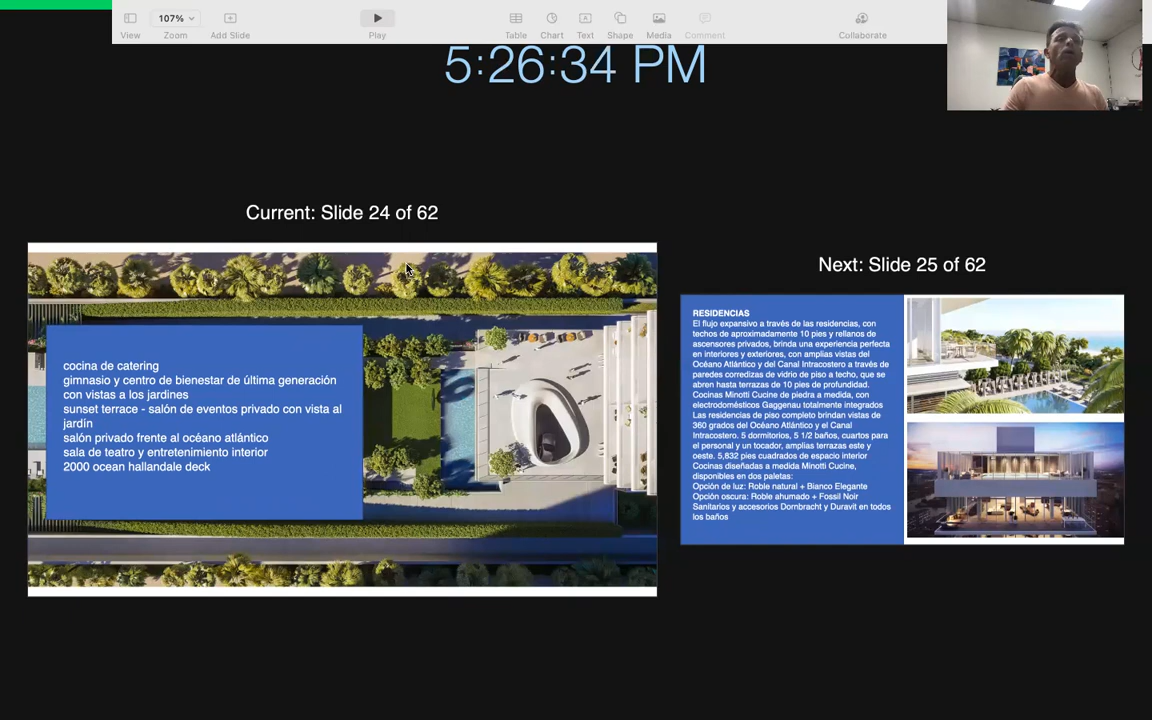 107%
View
Zoom
Add Slide
Play
Table
Chart
Text
Shape
Media
Comment
Collaborate
5:26:34 PM
Current: Slide 24 of 62
cocina de catering
gimnasio y centro de bienestar de última generación
con vistas a los jardines
sunset terrace - salón de eventos privado con vista al
jardín
salón privado frente al océano atlántico
sala de teatro y entretenimiento interior
2000 ocean hallandale deck
Next: Slide 25 of 62
RESIDENCIAS
El flujo expansivo a través de las residencias, con
techos de aproximadamente 10 pies y rellanos de
ascensores privados, brinda una experiencia perfecta
en interiores y exteriores, con amplias vistas del
Océano Atlántico y del Canal Intracostero a través de
paredes corredizas de vidrio de piso a techo, que se
abren hasta terrazas de 10 pies de profundidad.
Cocinas Minotti Cucine de piedra a medida, con
electrodomésticos Gaggenau totalmente integrados
Las residencias de piso completo brindan vistas de
360 grados del Océano Atlántico y el Canal
Intracostero. 5 dormitorios, 5 1/2 baños, cuartos para
el personal y un tocador, amplias terrazas este y
oeste. 5,832 pies cuadrados de espacio interior
Cocinas diseñadas a medida Minotti Cucine,
disponibles en dos paletas:
Opción de luz: Roble natural + Bianco Elegante
Opción oscura: Roble ahumado + Fossil Noir
Sanitarios y accesorios Dornbracht y Duravit en todos
los baños